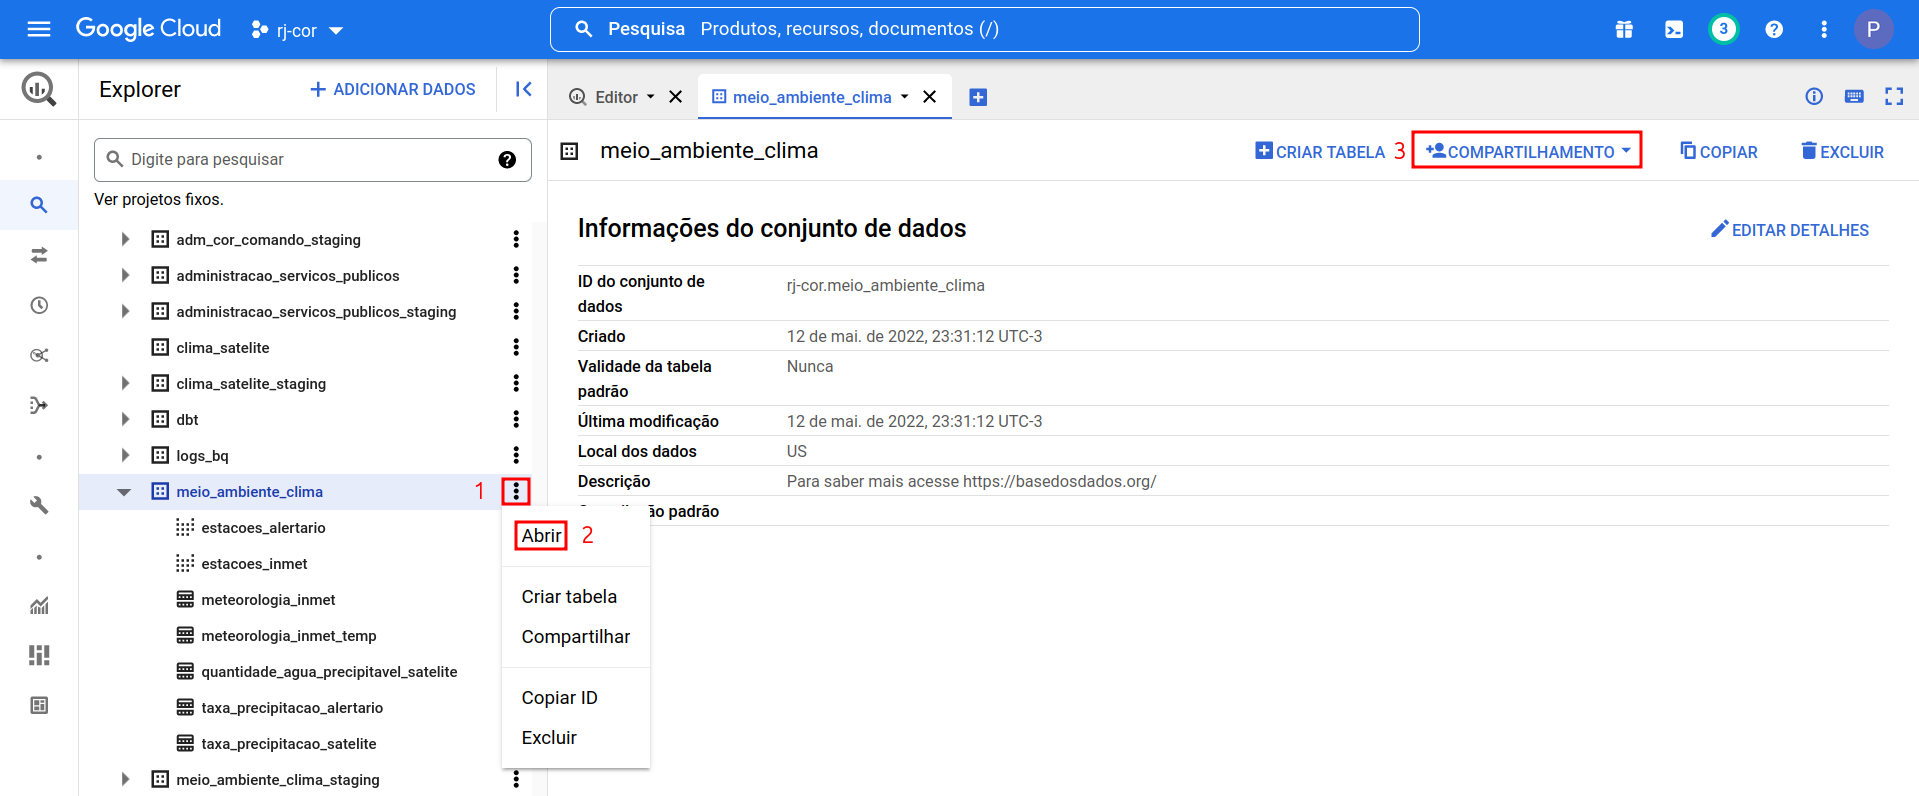 Google Cloud
rj-cor
Pesquisa Produtos, recursos, documentos (/)
3
P
Explorer
ADICIONAR DADOS
Editor
meio_ambiente_clima
Digite para pesquisar
Ver projetos fixos.
adm_cor_comando_staging
administracao_servicos_publicos
administracao_servicos_publicos_staging
clima_satelite
clima_satelite_staging
dbt
logs_bq
meio_ambiente_clima 1
estacoes_alertario
estacoes_inmet
meteorologia_inmet
meteorologia_inmet_temp
quantidade_agua_precipitavel_satelite
taxa_precipitacao_alertario
taxa_precipitacao_satelite
meio_ambiente_clima_staging
Abrir 2
Criar tabela
Compartilhar
Copiar ID
Excluir
meio_ambiente_clima
CRIAR TABELA 3 COMPARTILHAMENTO COPIAR EXCLUIR
Informações do conjunto de dados
EDITAR DETALHES
ID do conjunto de dados rj-cor.meio_ambiente_clima
Criado 12 de mai. de 2022, 23:31:12 UTC-3
Validade da tabela padrão Nunca
Última modificação 12 de mai. de 2022, 23:31:12 UTC-3
Local dos dados US
Descrição Para saber mais acesse https://basedosdados.org/
padrão